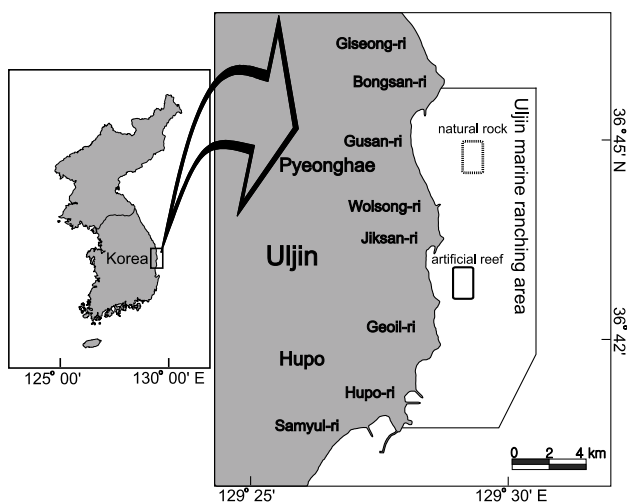 Giseong-ri
Bongsan-ri
Uljin marine ranching area
natural rock
36° 45' N
Gusan-ri
Pyeonghae
Wolsong-ri
Jiksan-ri
Korea
Uljin
artificial reef
Geoil-ri
36° 42'
Hupo
Hupo-ri
Samyul-ri
125° 00' 130° 00' E
0 2 4 km
129° 25' 129° 30' E